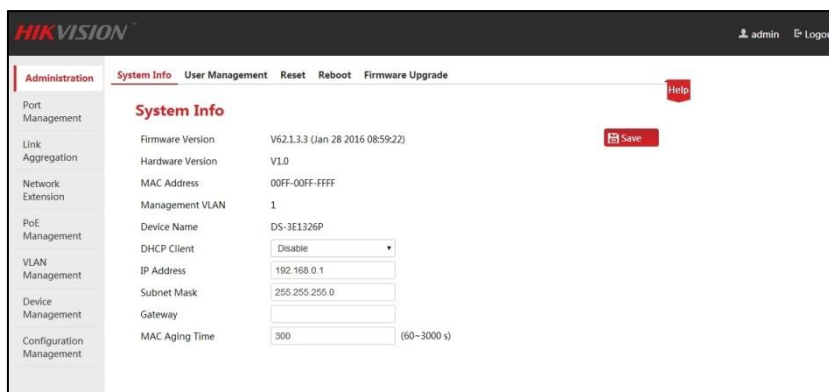 HIKVISION
admin
Administration
System Info User Management Reset Reboot Firmware Upgrade
Help
Port
Management
System Info
Save
Firmware Version V62.1.3.3 (Jan 28 2016 08:59:22)
Link
Aggregation
Hardware Version V1.0
MAC Address 00FF-00FF-FFFF
Network
Extension
Management VLAN 1
PoE
Management
Device Name DS-3E1326P
DHCP Client Disable
VLAN
Management
IP Address 192.168.0.1
Subnet Mask 255.255.255.0
Device
Management
Gateway
MAC Aging Time 300 (60~3000 s)
Configuration
Management